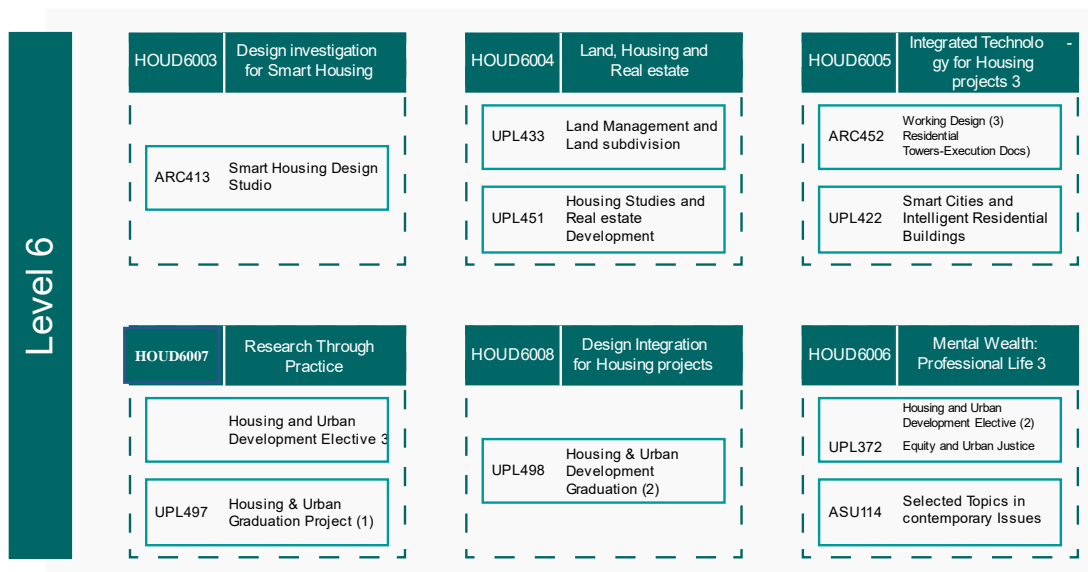 Level 6
HOUD6003
Design investigation
for Smart Housing
ARC413
Smart Housing Design
Studio
HOUD6004
Land, Housing and
Real estate
UPL433
Land Management and
Land subdivision
UPL451
Housing Studies and
Real estate
Development
HOUD6005
Integrated Technolo -
gy for Housing
projects 3
ARC452
Working Design (3)
Residential
Towers-Execution Docs)
UPL422
Smart Cities and
Intelligent Residential
Buildings
HOUD6007
Research Through
Practice
Housing and Urban
Development Elective 3
UPL497
Housing & Urban
Graduation Project (1)
HOUD6008
Design Integration
for Housing projects
UPL498
Housing & Urban
Development
Graduation (2)
HOUD6006
Mental Wealth:
Professional Life 3
Housing and Urban
Development Elective (2)
UPL372
Equity and Urban Justice
ASU114
Selected Topics in
contemporary Issues